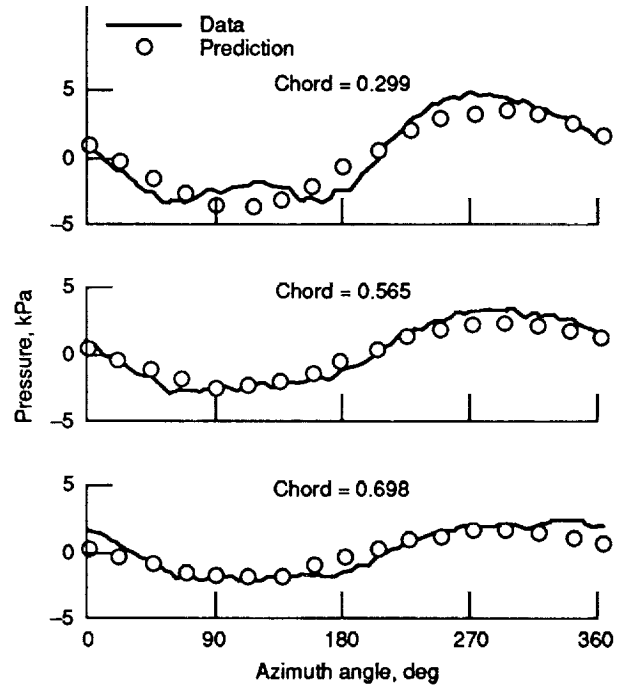 Data
Prediction
Chord = 0.299
5
0
–5
Chord = 0.565
5
0
–5
Pressure, kPa
Chord = 0.698
5
0
–5
0 90 180 270 360
Azimuth angle, deg